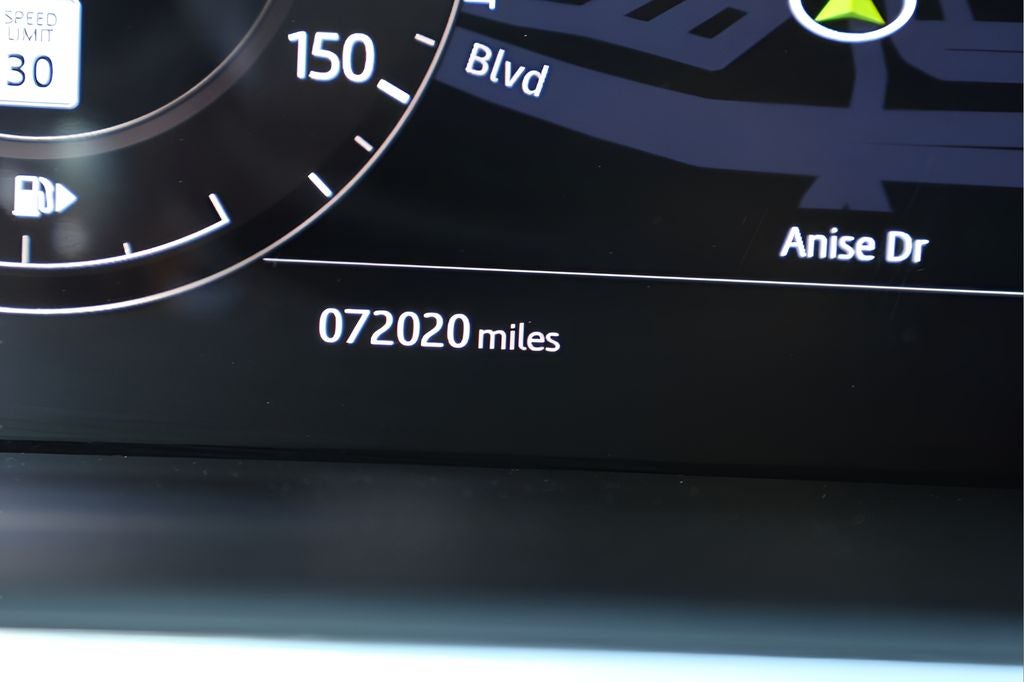 SPEED
LIMIT
30
150
Blvd
Anise Dr
072020 miles